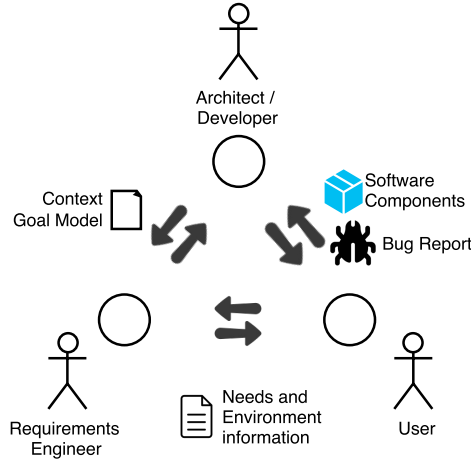 Architect /
Developer
Context
Goal Model
Software
Components
Bug Report
Needs and
Environment
information
Requirements
Engineer
User